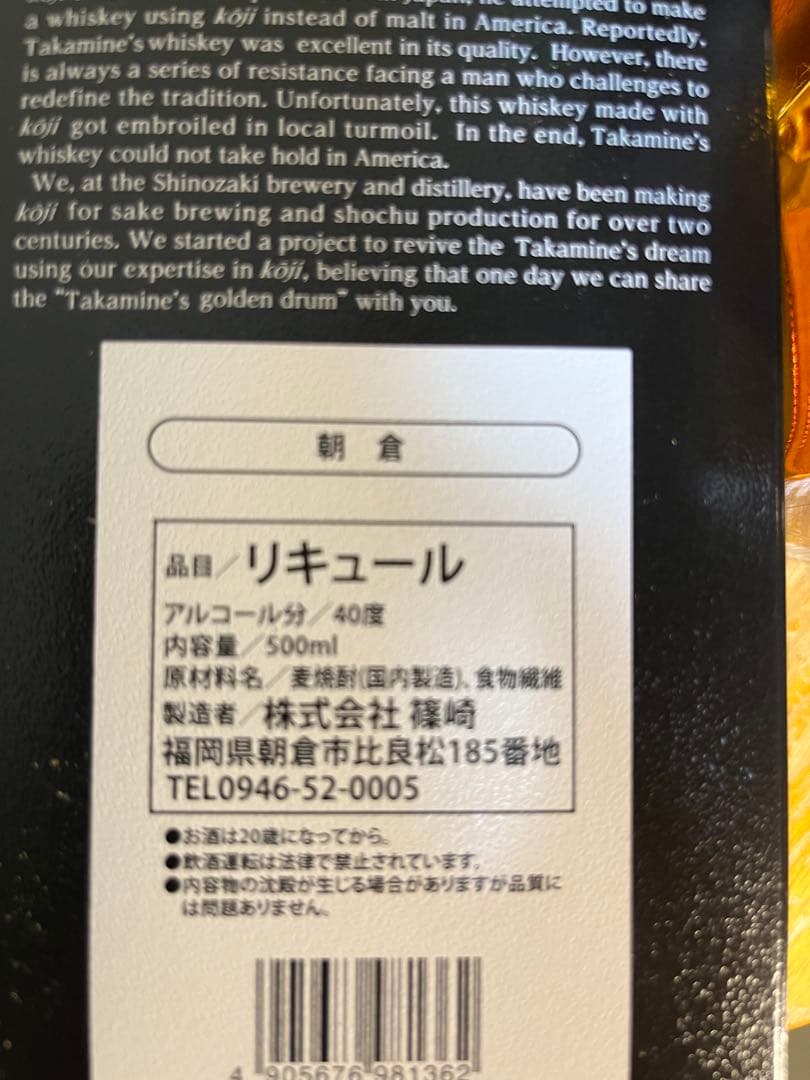 attempted to make
a whiskey using kōji instead of malt in America. Reportedly,
Takamine's whiskey was excellent in its quality. However, there
is always a series of resistance facing a man who challenges to
redefine the tradition. Unfortunately, this whiskey made with
kōji got embroiled in local turmoil. In the end, Takamine's
whiskey could not take hold in America.
We, at the Shinozaki brewery and distillery, have been making
kōji for sake brewing and shochu production for over two
centuries. We started a project to revive the Takamine's dream
using our expertise in kōji, believing that one day we can share
the "Takamine's golden drum" with you.
朝倉
品目／リキュール
アルコール分／40度
内容量／500ml
原材料名／麦焼酎(国内製造)、食物繊維
製造者／株式会社 篠崎
福岡県朝倉市比良松185番地
TEL0946-52-0005
●お酒は20歳になってから。
●飲酒運転は法律で禁止されています。
●内容物の沈殿が生じる場合がありますが品質に
は問題ありません。
4 905676 981362